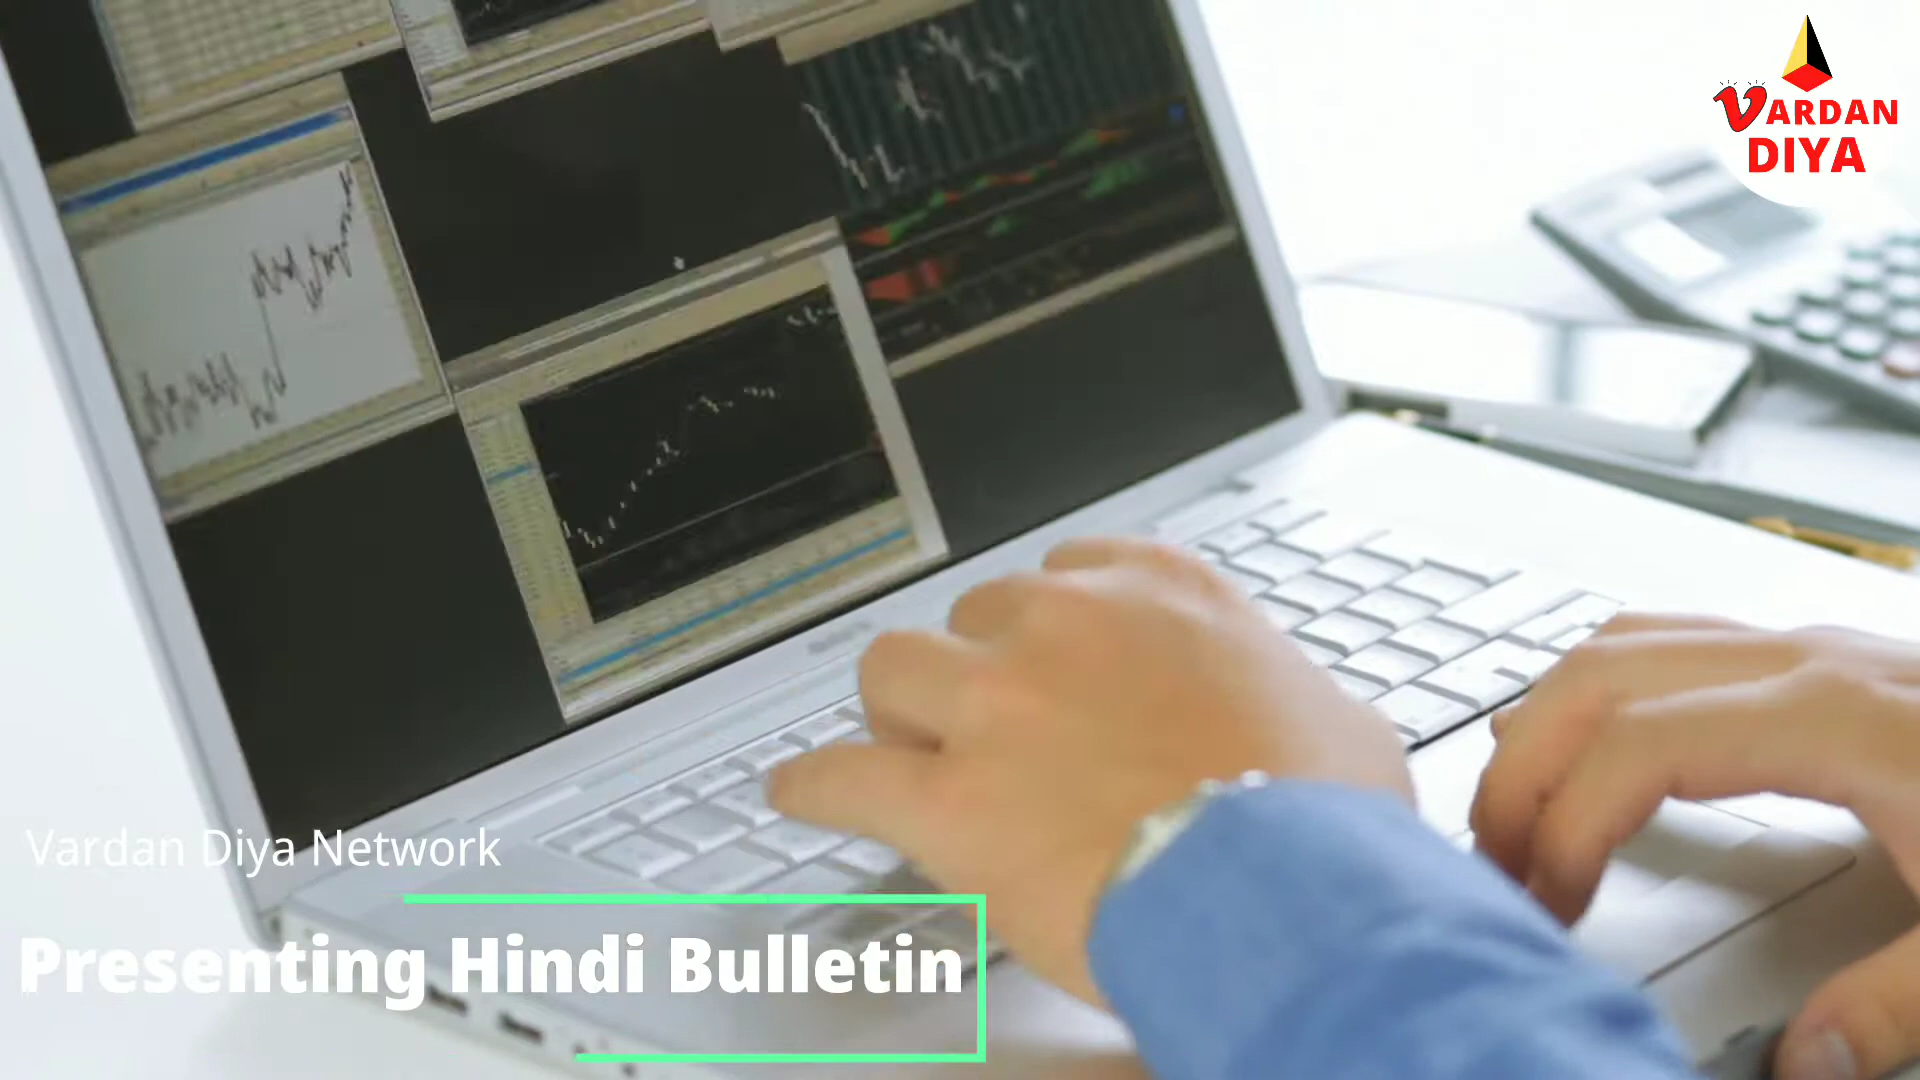 VARDAN
DIYA
Vardan Diya Network
Presenting Hindi Bulletin